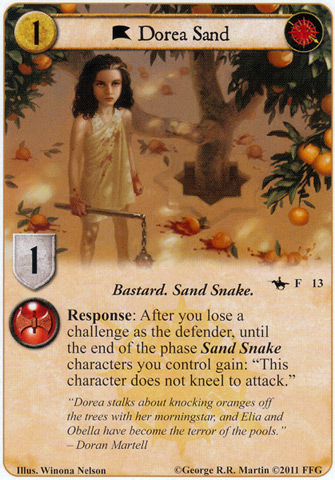 1
Dorea Sand
1
Bastard. Sand Snake.
F 13
Response: After you lose a
challenge as the defender, until
the end of the phase Sand Snake
characters you control gain: “This
character does not kneel to attack.”
“Dorea stalks about knocking oranges off
the trees with her morningstar, and Elia and
Obella have become the terror of the pools.”
– Doran Martell
Illus. Winona Nelson
©George R.R. Martin ©2011 FFG